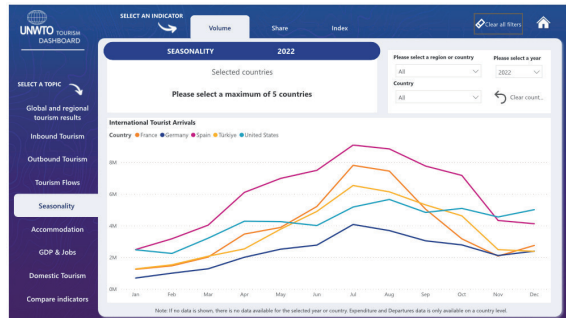 UNWTO TOURISM
DASHBOARD
SELECT AN INDICATOR
Volume
Share
Index
Clear all filters
SELECT A TOPIC
Global and regional
tourism results
Inbound Tourism
Outbound Tourism
Tourism Flows
Seasonality
Accommodation
GDP & Jobs
Domestic Tourism
Compare indicators
SEASONALITY 2022
Selected countries
Please select a maximum of 5 countries
Please select a region or country
All
Please select a year
2022
Country
All
Clear count...
International Tourist Arrivals
Country France Germany Spain Türkiye United States
8M
6M
4M
2M
0M
Jan Feb Mar Apr May Jun Jul Aug Sep Oct Nov Dec
Note: If no data is shown, there is no data available for the selected year or country. Expenditure and Departures data is only available on a country level.